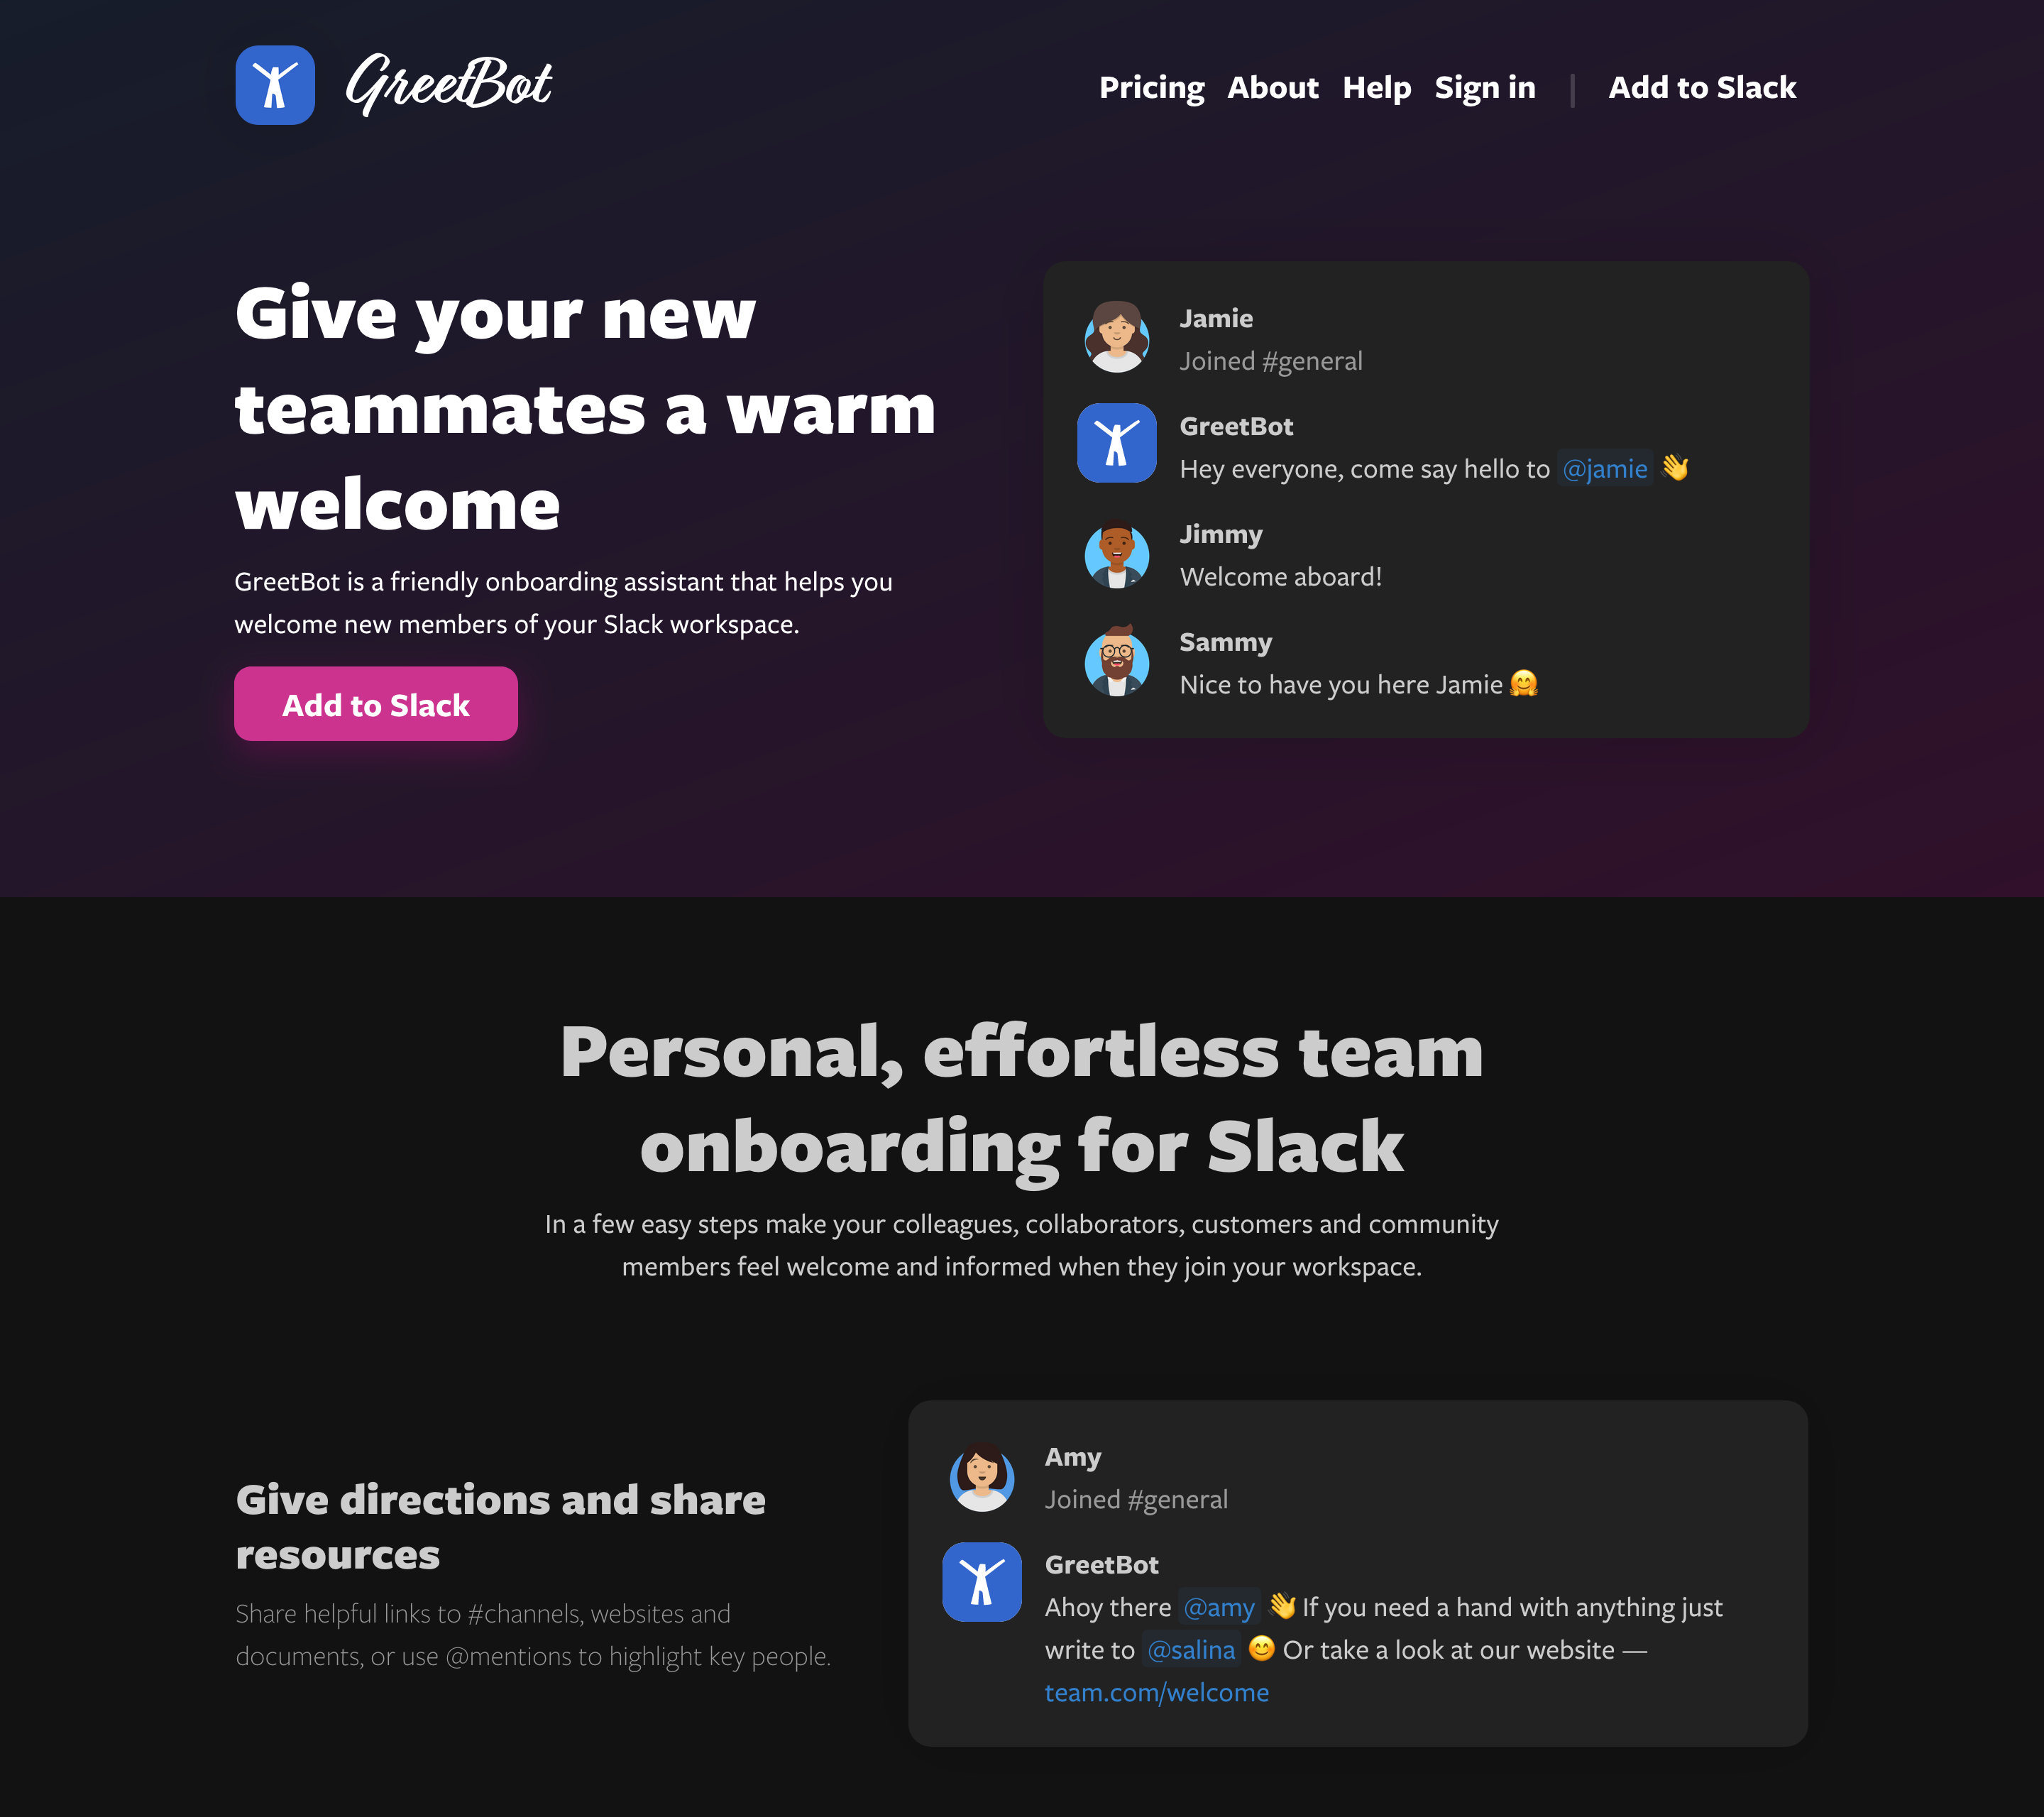 GreetBot
Pricing About Help Sign in | Add to Slack
Give your new
teammates a warm
welcome
GreetBot is a friendly onboarding assistant that helps you
welcome new members of your Slack workspace.
Add to Slack
Jamie
Joined #general
GreetBot
Hey everyone, come say hello to @jamie 👋
Jimmy
Welcome aboard!
Sammy
Nice to have you here Jamie 🤗
Personal, effortless team
onboarding for Slack
In a few easy steps make your colleagues, collaborators, customers and community
members feel welcome and informed when they join your workspace.
Give directions and share
resources
Share helpful links to #channels, websites and
documents, or use @mentions to highlight key people.
Amy
Joined #general
GreetBot
Ahoy there @amy 👋 If you need a hand with anything just
write to @salina 😊 Or take a look at our website —
team.com/welcome